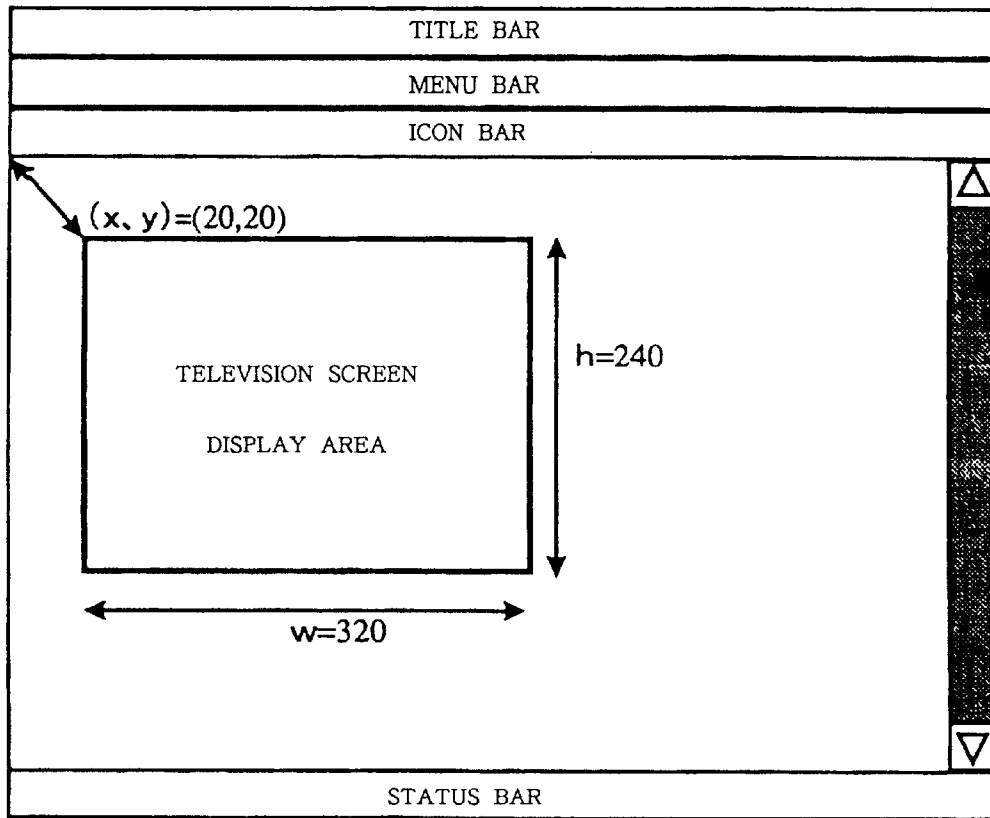 TITLE BAR
MENU BAR
ICON BAR
(x、y)=(20,20)
TELEVISION SCREEN
DISPLAY AREA
h=240
w=320
STATUS BAR